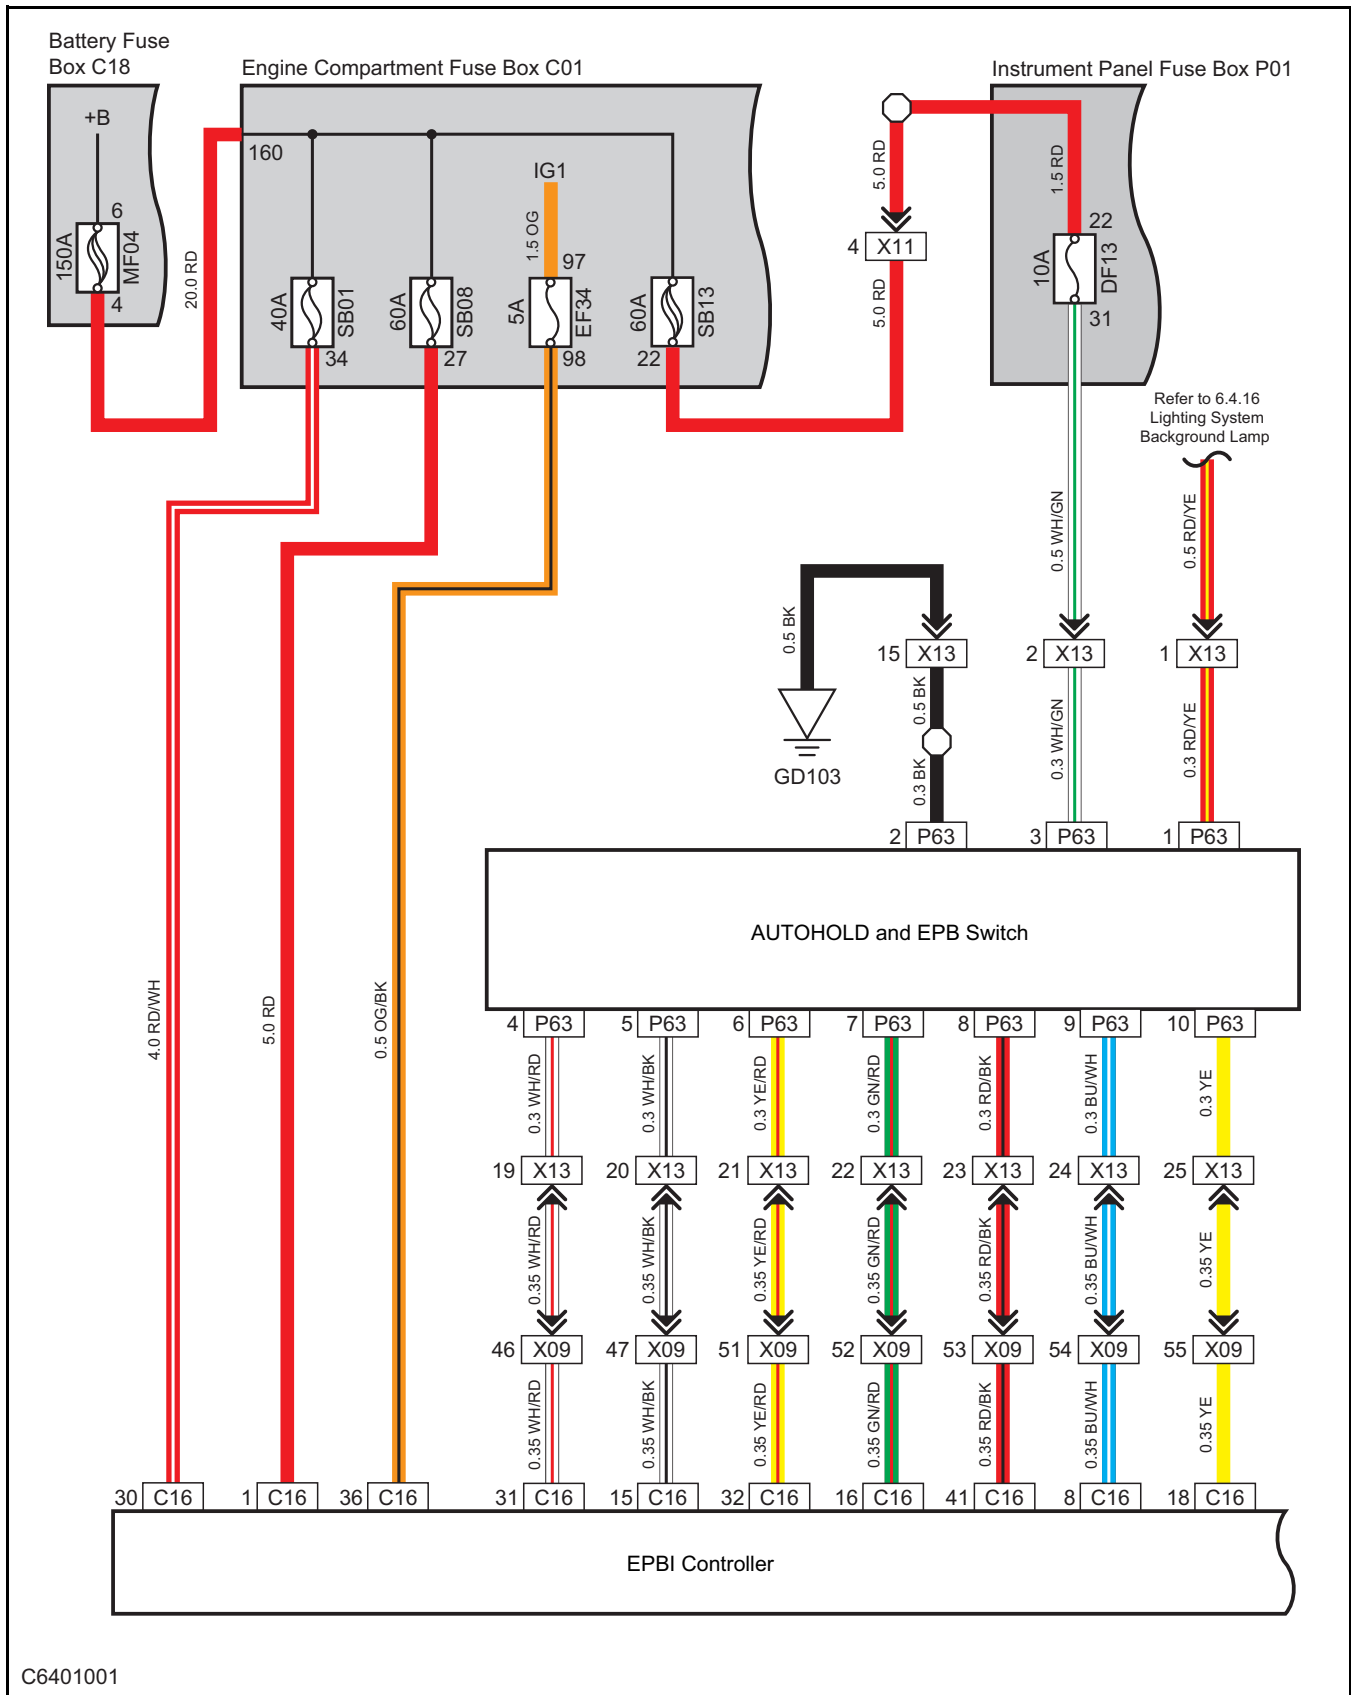 Battery Fuse
Box C18
Engine Compartment Fuse Box C01
Instrument Panel Fuse Box P01
+B
160
IG1
5.0 RD
1.5 RD
6
150A
MF04
4
20.0 RD
1.5 OG
97
4 X11
22
10A
DF13
31
40A
SB01
34
60A
SB08
27
5A
EF34
98
60A
SB13
22
5.0 RD
Refer to 6.4.16
Lighting System
Background Lamp
0.5 WH/GN
0.5 RD/YE
0.5 BK
15 X13
2 X13
1 X13
0.5 BK
GD103
0.3 BK
0.3 WH/GN
0.3 RD/YE
2 P63
3 P63
1 P63
AUTOHOLD and EPB Switch
4.0 RD/WH
5.0 RD
0.5 OG/BK
4 P63
5 P63
6 P63
7 P63
8 P63
9 P63
10 P63
0.3 WH/RD
0.3 WH/BK
0.3 YE/RD
0.3 GN/RD
0.3 RD/BK
0.3 BU/WH
0.3 YE
19 X13
20 X13
21 X13
22 X13
23 X13
24 X13
25 X13
0.35 WH/RD
0.35 WH/BK
0.35 YE/RD
0.35 GN/RD
0.35 RD/BK
0.35 BU/WH
0.35 YE
46 X09
47 X09
51 X09
52 X09
53 X09
54 X09
55 X09
0.35 WH/RD
0.35 WH/BK
0.35 YE/RD
0.35 GN/RD
0.35 RD/BK
0.35 BU/WH
0.35 YE
30 C16
1 C16
36 C16
31 C16
15 C16
32 C16
16 C16
41 C16
8 C16
18 C16
EPBI Controller
C6401001